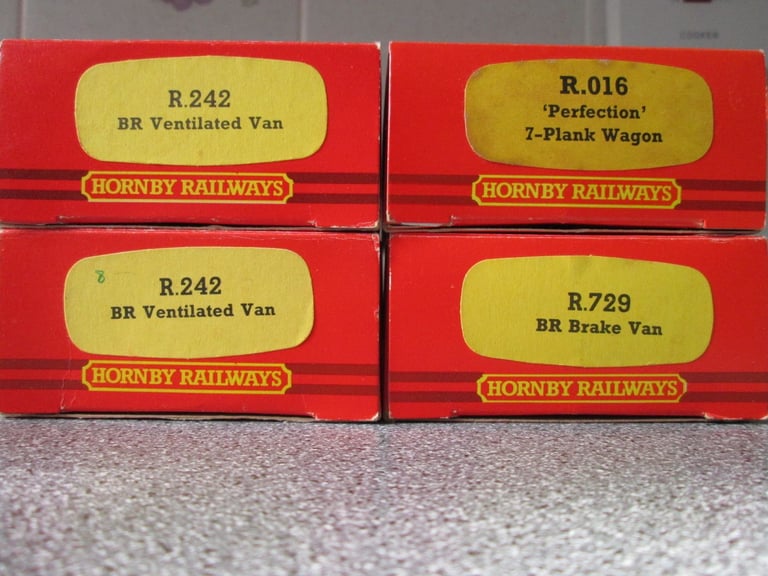 R.242
BR Ventilated Van
HORNBY RAILWAYS
R.016
'Perfection'
7-Plank Wagon
HORNBY RAILWAYS
8
R.242
BR Ventilated Van
HORNBY RAILWAYS
R.729
BR Brake Van
HORNBY RAILWAYS
COOKER